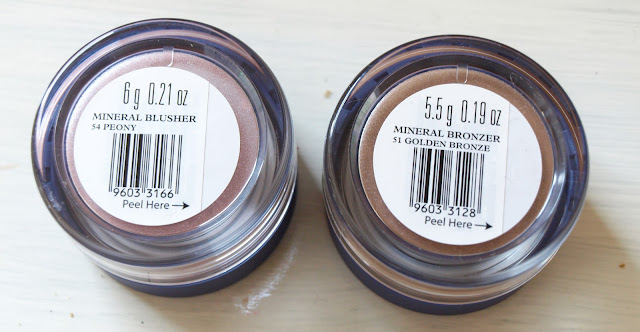 6 g 0.21 oz
MINERAL BLUSHER
54 PEONY
9603 3166
Peel Here →
5.5 g 0.19 oz
MINERAL BRONZER
51 GOLDEN BRONZE
9603 3128
Peel Here →